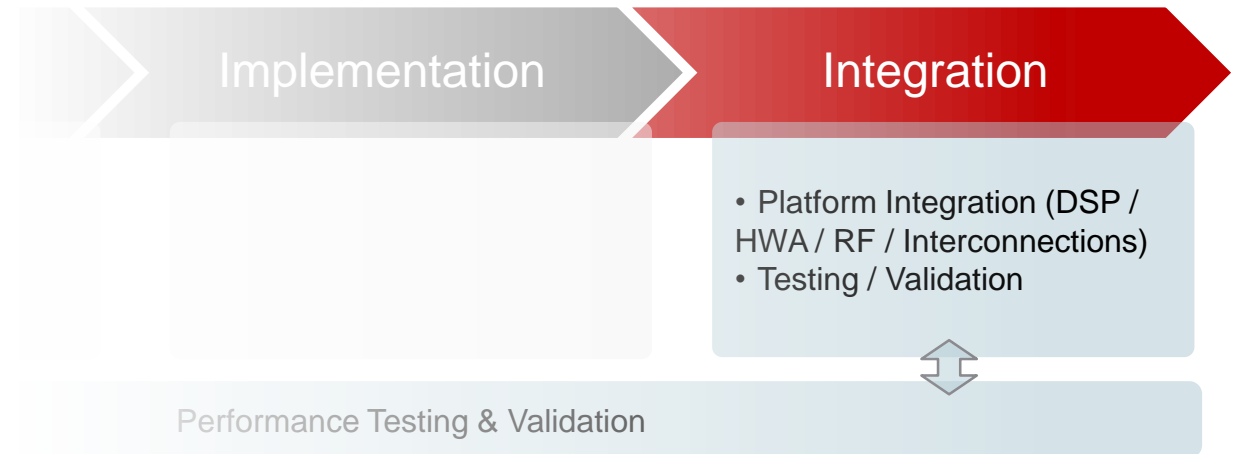 Implementation
Integration
• Platform Integration (DSP /
HWA / RF / Interconnections)
• Testing / Validation
Performance Testing & Validation